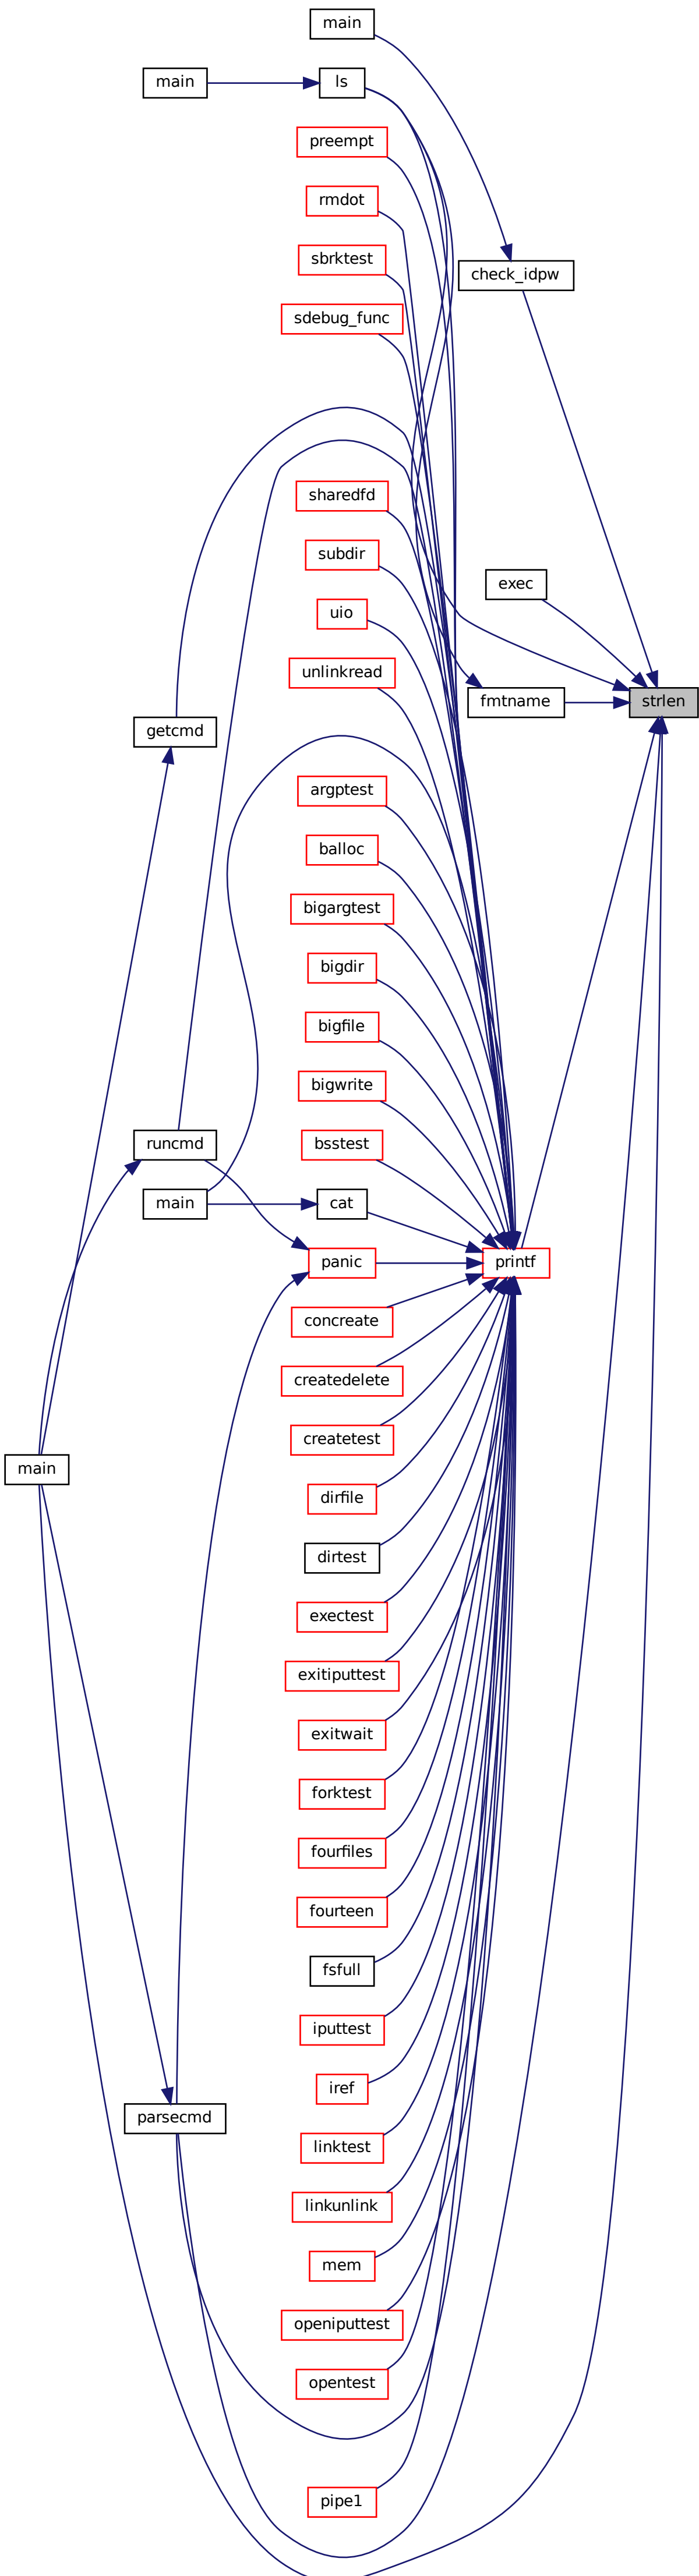 main
main
ls
preempt
rmdot
sbrktest
check_idpw
sdebug_func
sharedfd
subdir
exec
uio
unlinkread
fmtname
strlen
getcmd
argptest
balloc
bigargtest
bigdir
bigfile
bigwrite
runcmd
bsstest
main
cat
panic
printf
concreate
createdelete
createtest
main
dirfile
dirtest
exectest
exitiputtest
exitwait
forktest
fourfiles
fourteen
fsfull
iputtest
iref
parsecmd
linktest
linkunlink
mem
openiputtest
opentest
pipe1